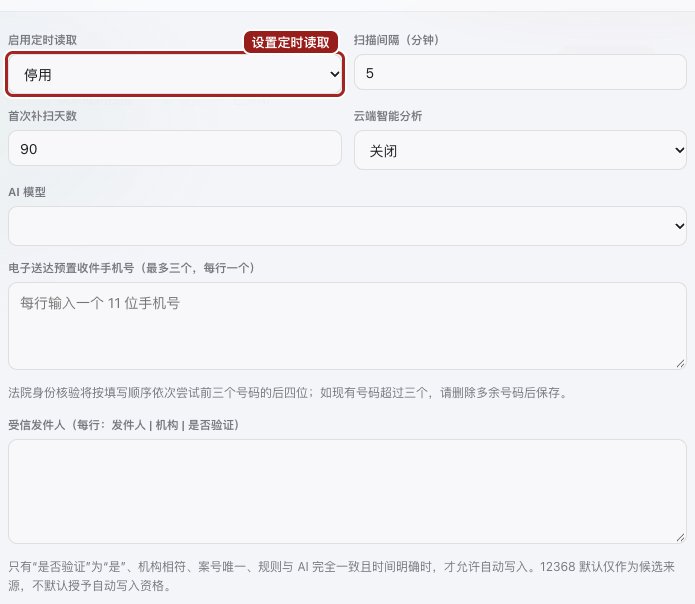 启用定时读取
设置定时读取
扫描间隔（分钟）
停用
5
首次补扫天数
云端智能分析
90
关闭
AI 模型
电子送达预置收件手机号（最多三个，每行一个）
每行输入一个 11 位手机号
法院身份核验将按填写顺序依次尝试前三个号码的后四位；如现有号码超过三个，请删除多余号码后保存。
受信发件人（每行：发件人 | 机构 | 是否验证）
只有“是否验证”为“是”、机构相符、案号唯一、规则与 AI 完全一致且时间明确时，才允许自动写入。12368 默认仅作为候选来
源，不默认授予自动写入资格。